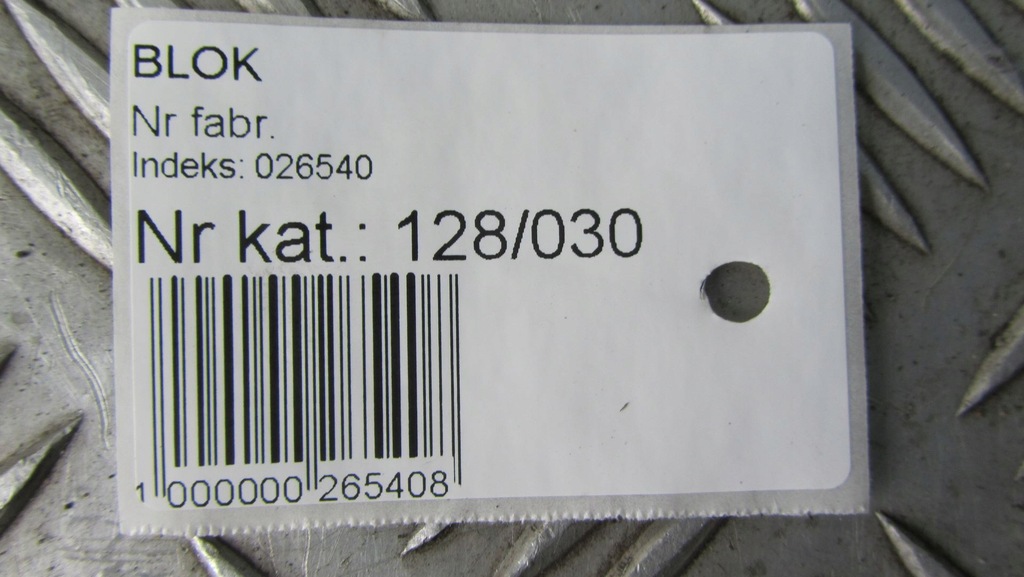 BLOK
Nr fabr.
Indeks: 026540
Nr kat.: 128/030
1 000000 265408